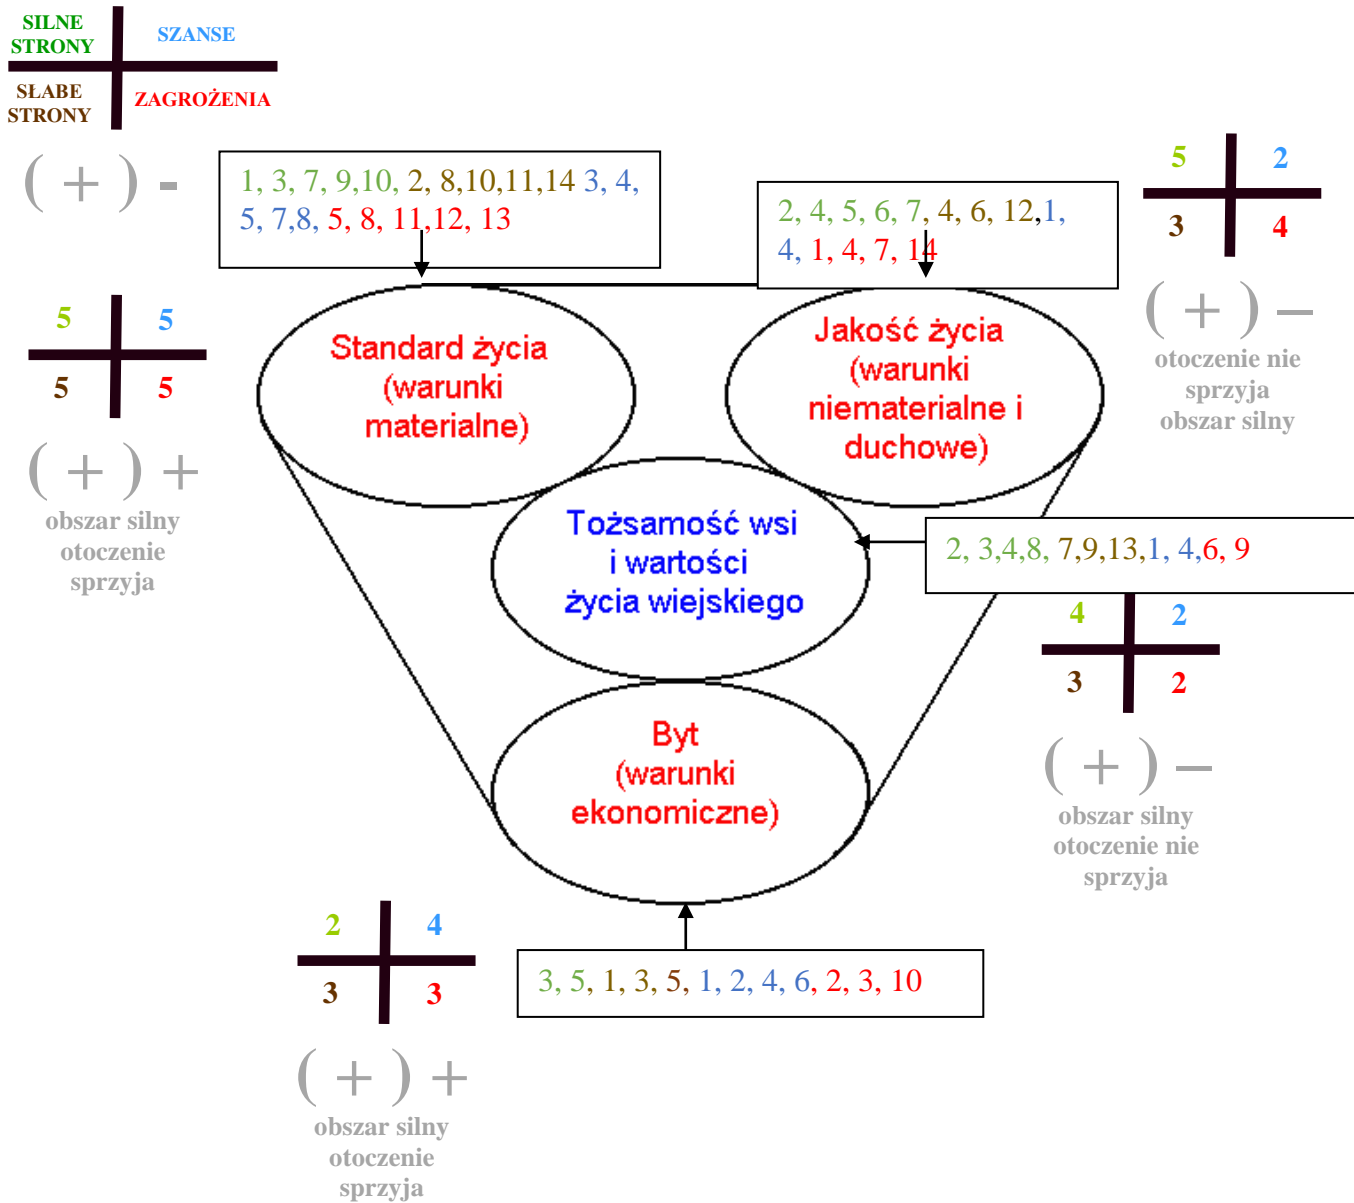 SILNE
STRONY
SZANSE
SŁABE
STRONY
ZAGROŻENIA
( + ) -
1, 3, 7, 9,10, 2, 8,10,11,14 3, 4,
5, 7,8, 5, 8, 11,12, 13
2, 4, 5, 6, 7, 4, 6, 12,1,
4, 1, 4, 7, 14
5 2
3 4
( + ) –
otoczenie nie
sprzyja
obszar silny
5 5
5 5
( + ) +
obszar silny
otoczenie
sprzyja
Standard życia
(warunki
materialne)
Jakość życia
(warunki
niematerialne i
duchowe)
Tożsamość wsi
i wartości
życia wiejskiego
2, 3,4,8, 7,9,13,1, 4,6, 9
4 2
3 2
( + ) –
obszar silny
otoczenie nie
sprzyja
Byt
(warunki
ekonomiczne)
2 4
3 3
3, 5, 1, 3, 5, 1, 2, 4, 6, 2, 3, 10
( + ) +
obszar silny
otoczenie
sprzyja